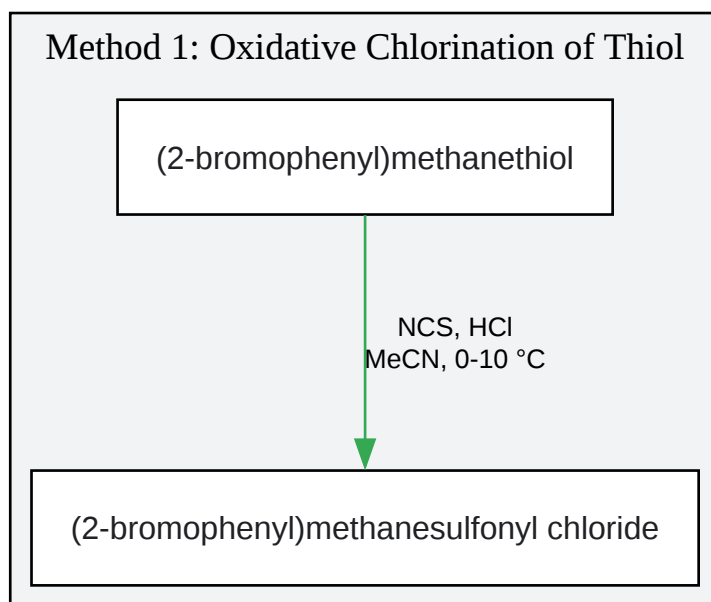 Method 1: Oxidative Chlorination of Thiol
(2-bromophenyl)methanethiol
NCS, HCl
MeCN, 0-10 °C
(2-bromophenyl)methanesulfonyl chloride